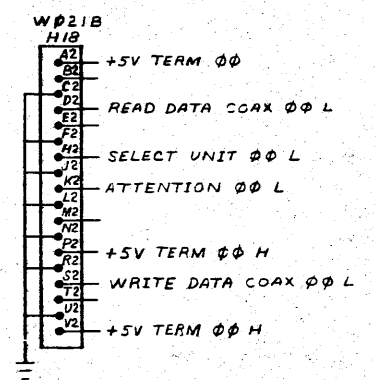 WØ21B
H18
A2 +5V TERM ØØ
B2
C2
D2 READ DATA COAX ØØ L
E2
F2
H2 SELECT UNIT ØØ L
J2
K2 ATTENTION ØØ L
L2
M2
N2
P2 +5V TERM ØØ H
R2
S2 WRITE DATA COAX ØØ L
T2
U2
V2 +5V TERM ØØ H